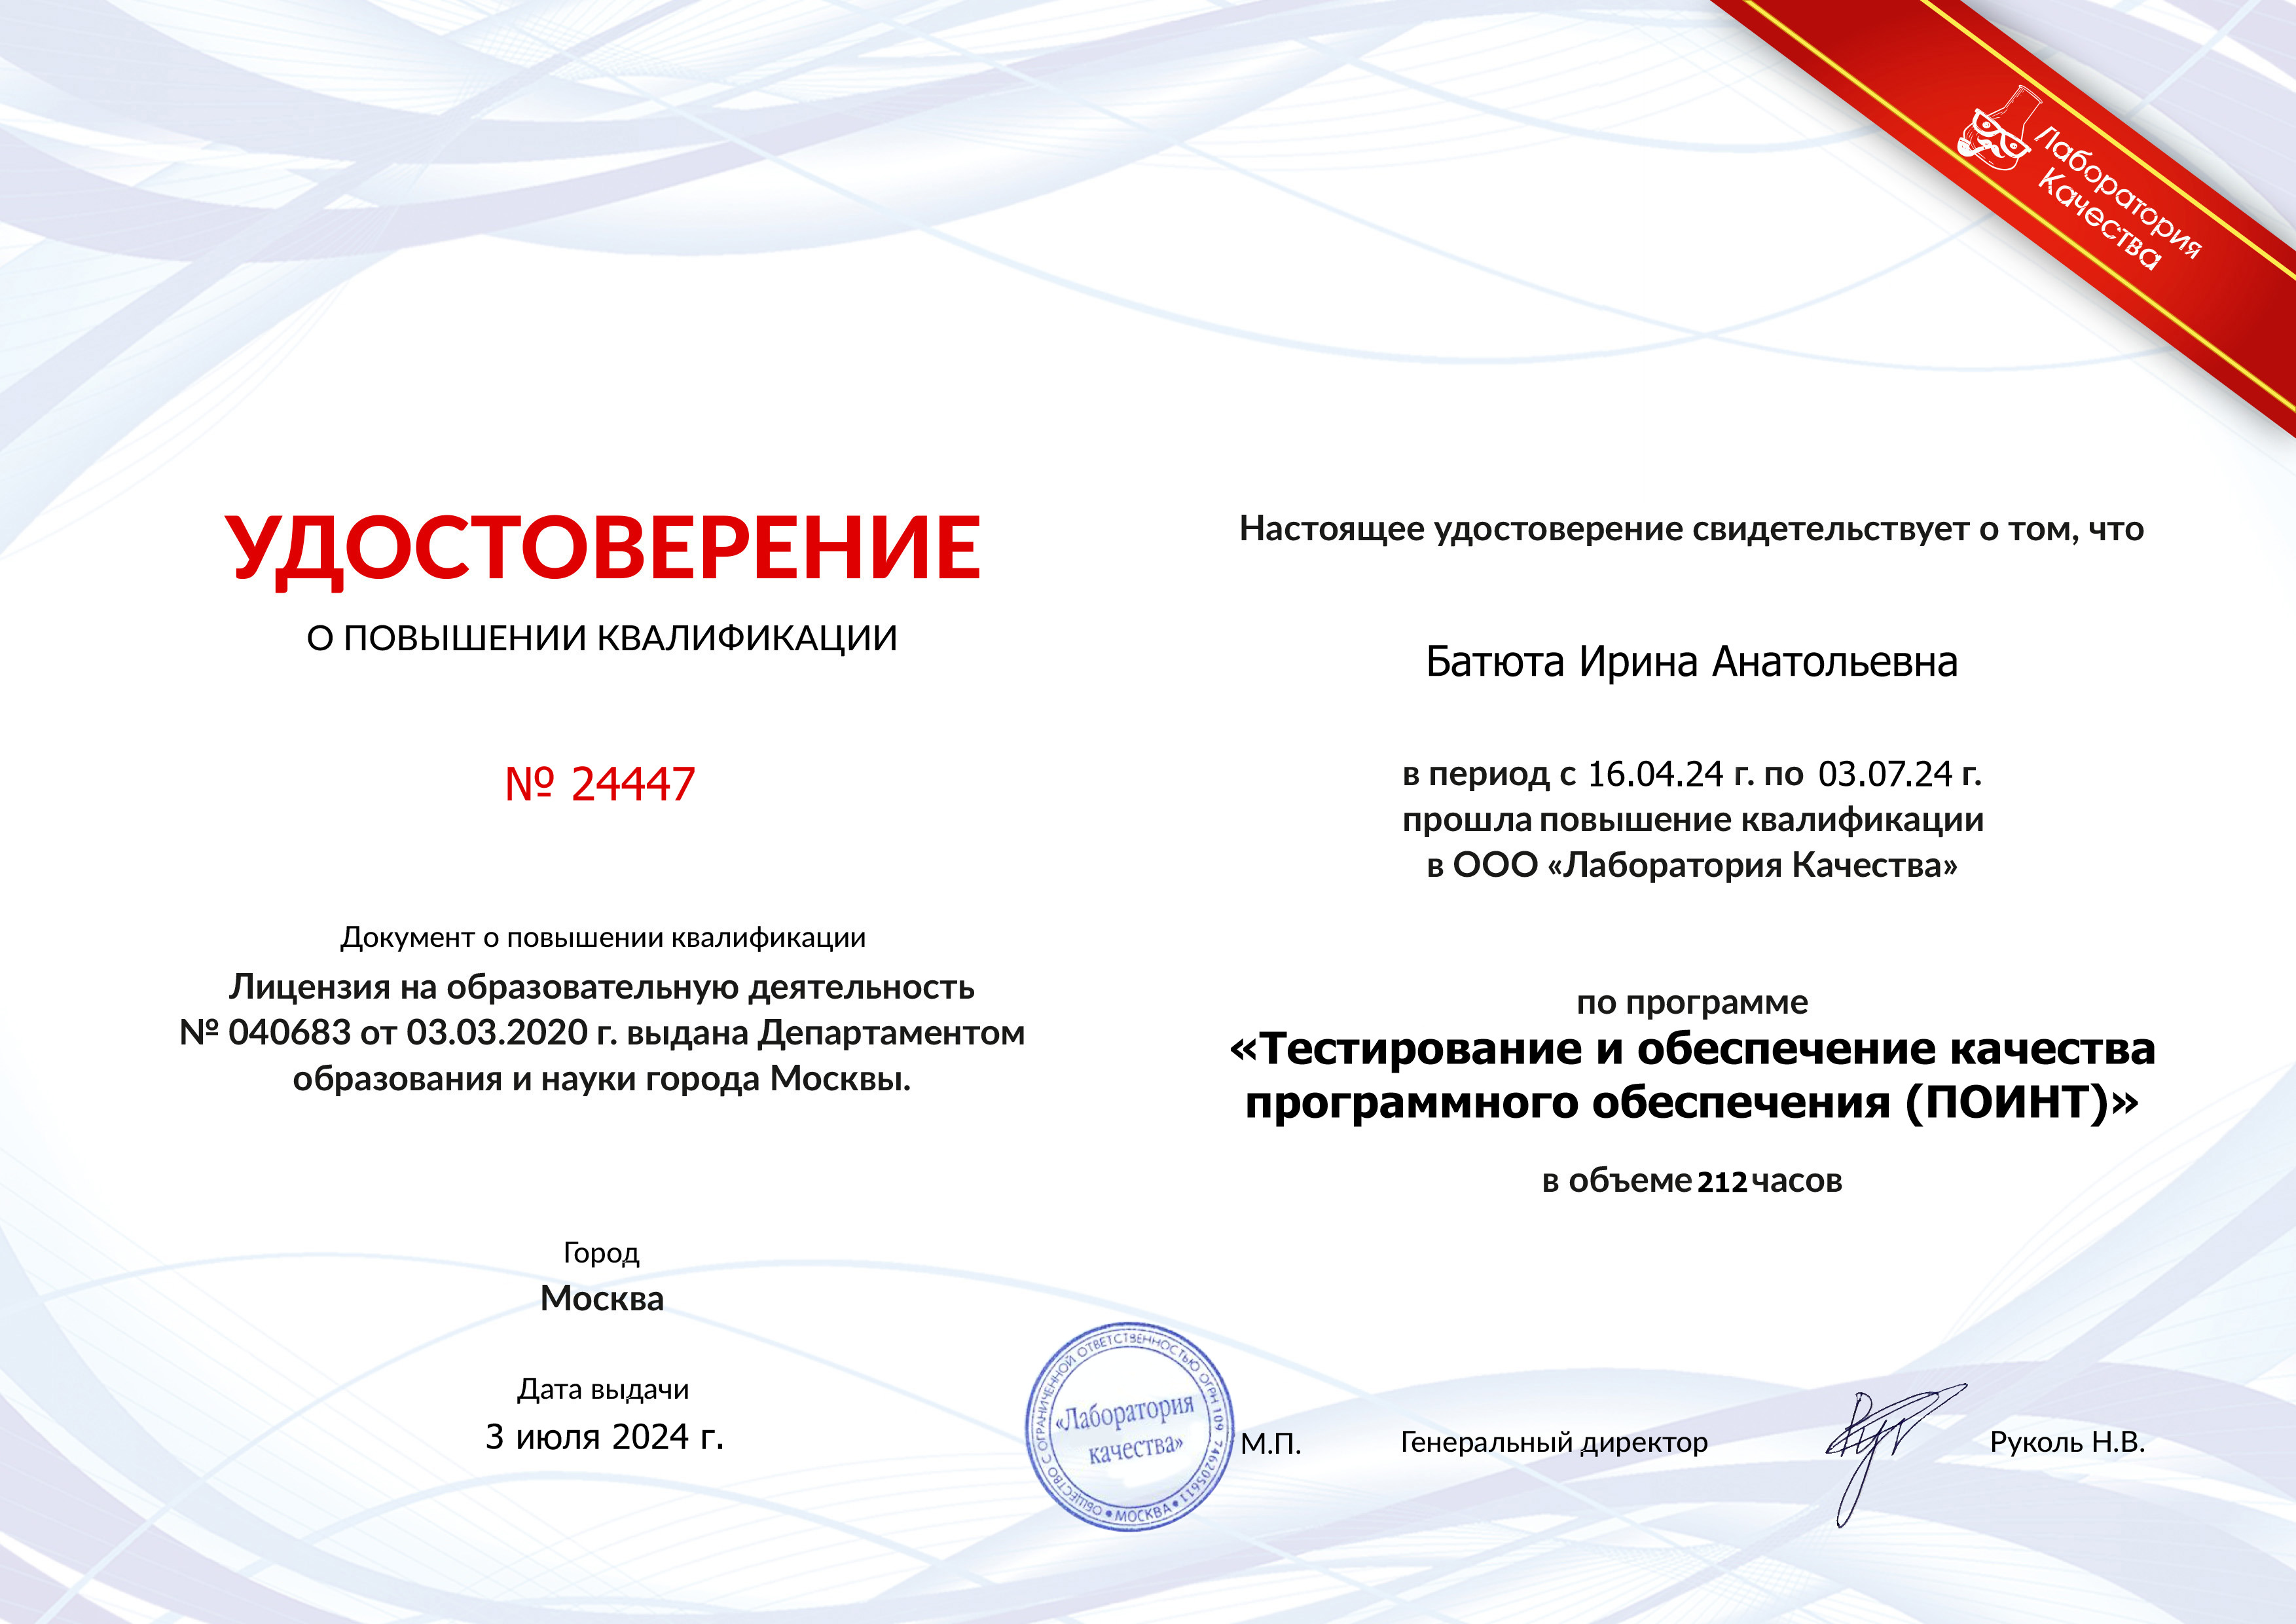 Лаборатория
Качества
УДОСТОВЕРЕНИЕ
О ПОВЫШЕНИИ КВАЛИФИКАЦИИ
№ 24447
Документ о повышении квалификации
Лицензия на образовательную деятельность
№ 040683 от 03.03.2020 г. выдана Департаментом
образования и науки города Москвы.
Город
Москва
Дата выдачи
3 июля 2024 г.
Настоящее удостоверение свидетельствует о том, что
Батюта Ирина Анатольевна
в период с 16.04.24 г. по 03.07.24 г.
прошла повышение квалификации
в ООО «Лаборатория Качества»
по программе
«Тестирование и обеспечение качества
программного обеспечения (ПОИНТ)»
в объеме 212 часов
ОБЩЕСТВО С ОГРАНИЧЕННОЙ ОТВЕТСТВЕННОСТЬЮ ОГРН 109 746205611
• МОСКВА •
«Лаборатория
качества»
М.П.
Генеральный директор
Руколь Н.В.